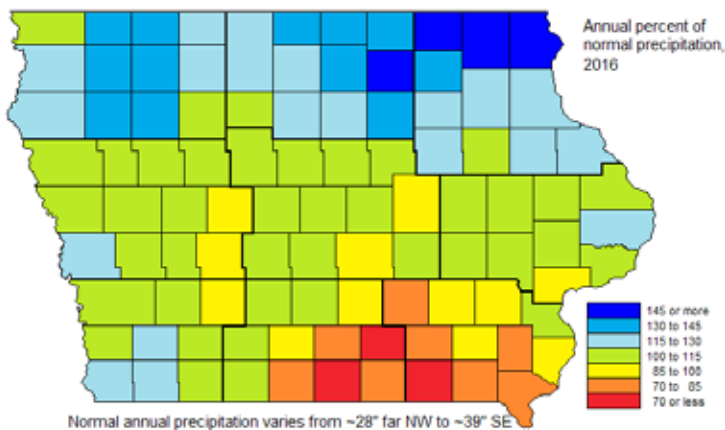 Annual percent of
normal precipitation,
2016
145 or more
130 to 145
115 to 130
100 to 115
85 to 100
70 to 85
70 or less
Normal annual precipitation varies from ~28" far NW to ~39" SE